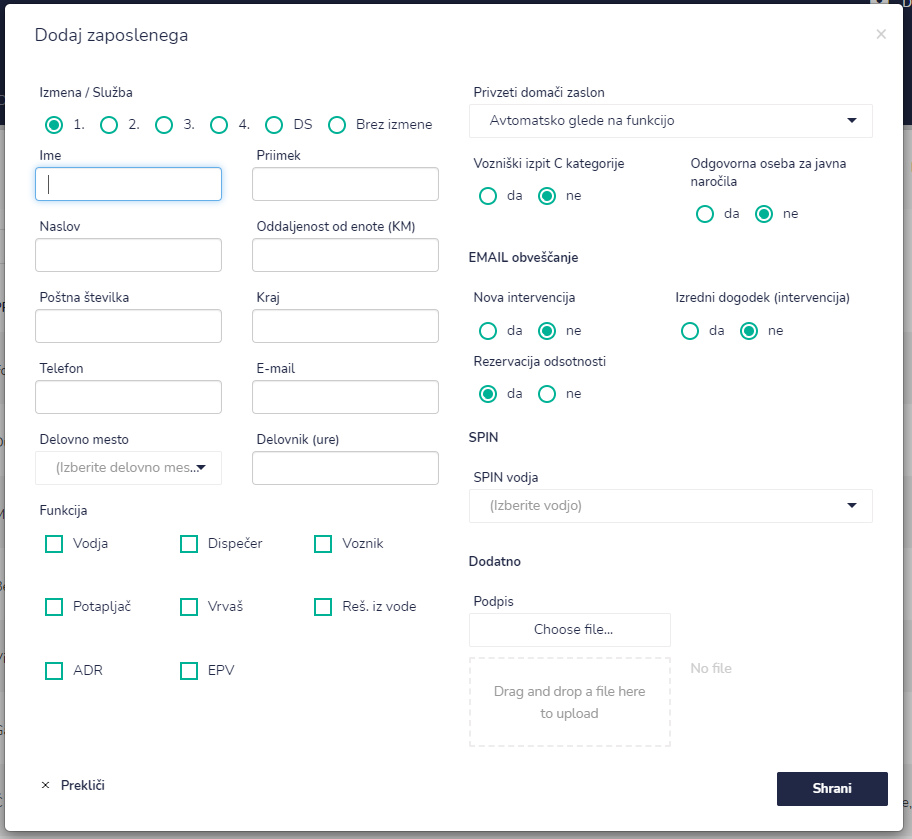 Dodaj zaposlenega
×
Izmena / Služba
1. 2. 3. 4. DS Brez izmene
Ime
Priimek
Naslov
Oddaljenost od enote (KM)
Poštna številka
Kraj
Telefon
E-mail
Delovno mesto
(Izberite delovno mes...
Delovnik (ure)
Funkcija
Vodja
Dispečer
Voznik
Potapljač
Vrvaš
Reš. iz vode
ADR
EPV
Privzeti domači zaslon
Avtomatsko glede na funkcijo
Vozniški izpit C kategorije
da ne
Odgovorna oseba za javna
naročila
da ne
EMAIL obveščanje
Nova intervencija
da ne
Izredni dogodek (intervencija)
da ne
Rezervacija odsotnosti
da ne
SPIN
SPIN vodja
(Izberite vodjo)
Dodatno
Podpis
Choose file...
Drag and drop a file here
to upload
No file
× Prekliči
Shrani